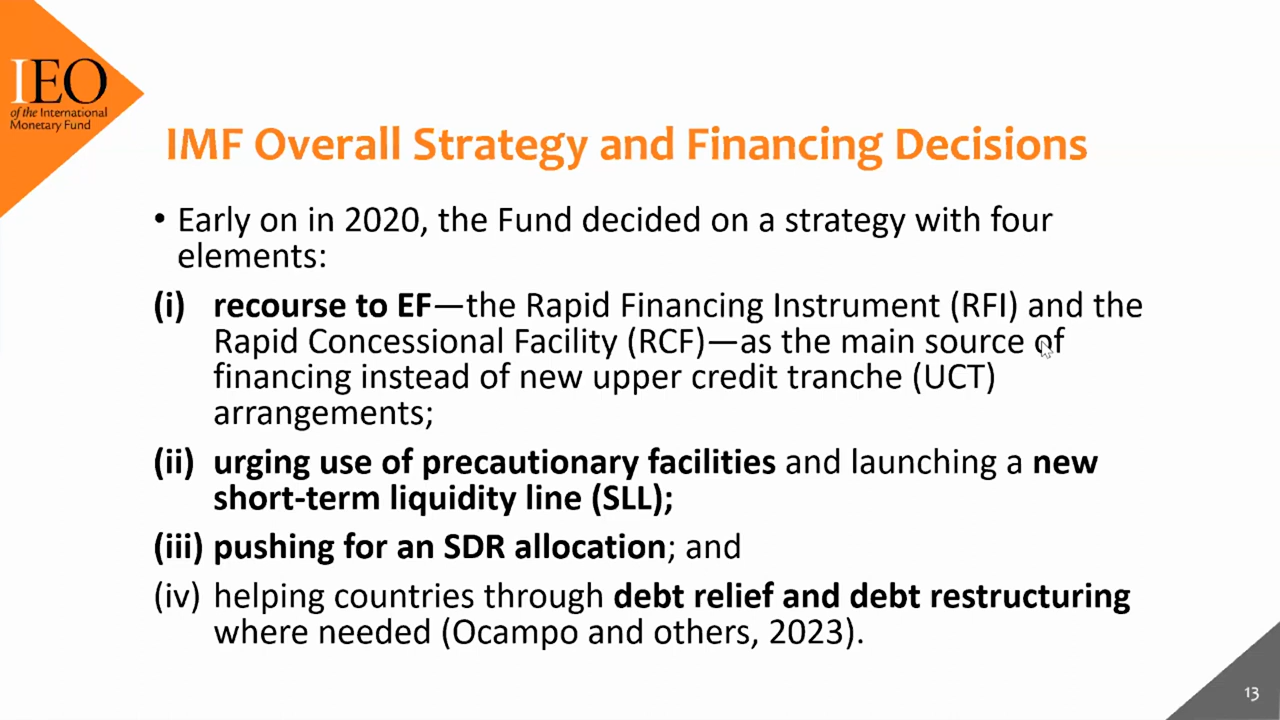 IEO
of the International
Monetary Fund
IMF Overall Strategy and Financing Decisions
• Early on in 2020, the Fund decided on a strategy with four
elements:
(i) recourse to EF—the Rapid Financing Instrument (RFI) and the
Rapid Concessional Facility (RCF)—as the main source of
financing instead of new upper credit tranche (UCT)
arrangements;
(ii) urging use of precautionary facilities and launching a new
short-term liquidity line (SLL);
(iii) pushing for an SDR allocation; and
(iv) helping countries through debt relief and debt restructuring
where needed (Ocampo and others, 2023).
13